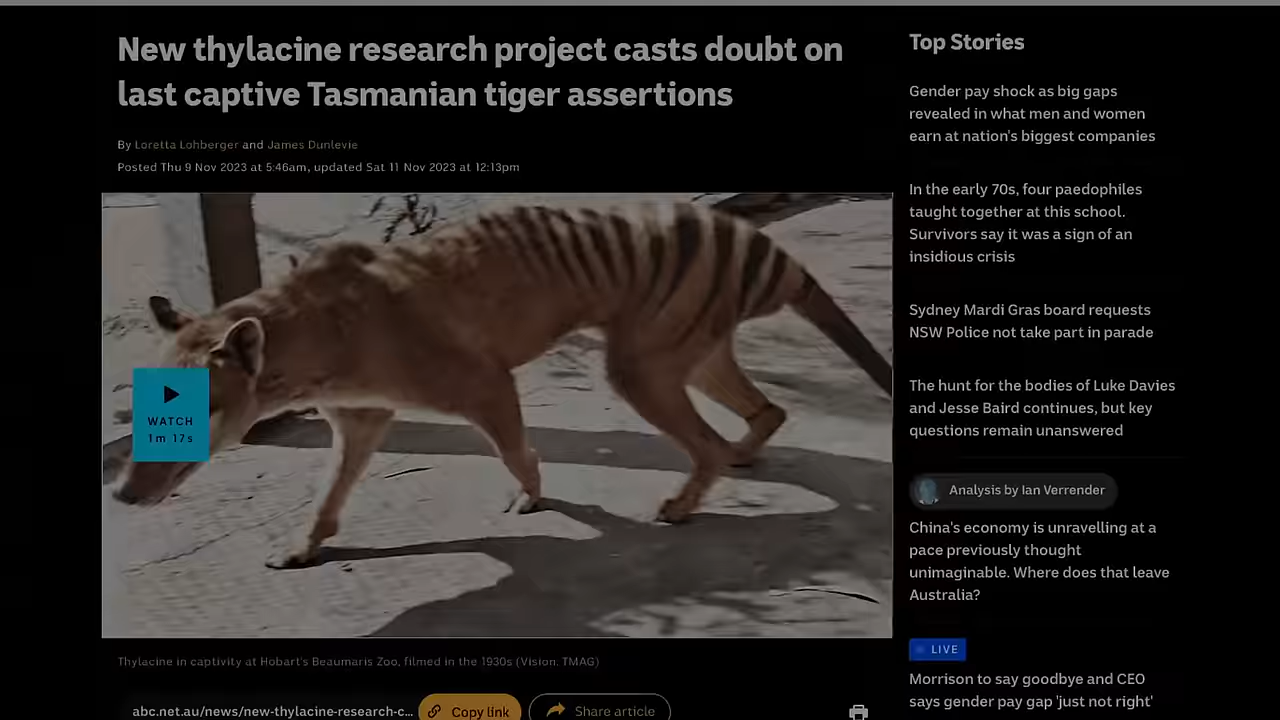 New thylacine research project casts doubt on
last captive Tasmanian tiger assertions
By Loretta Lohberger and James Dunlevie
Posted Thu 9 Nov 2023 at 5:46am, updated Sat 11 Nov 2023 at 12:13pm
WATCH
1m 17s
Thylacine in captivity at Hobart's Beaumaris Zoo, filmed in the 1930s (Vision: TMAG)
abc.net.au/news/new-thylacine-research-c...
Copy link
Share article
Top Stories
Gender pay shock as big gaps
revealed in what men and women
earn at nation's biggest companies
In the early 70s, four paedophiles
taught together at this school.
Survivors say it was a sign of an
insidious crisis
Sydney Mardi Gras board requests
NSW Police not take part in parade
The hunt for the bodies of Luke Davies
and Jesse Baird continues, but key
questions remain unanswered
Analysis by Ian Verrender
China's economy is unravelling at a
pace previously thought
unimaginable. Where does that leave
Australia?
LIVE
Morrison to say goodbye and CEO
says gender pay gap 'just not right'